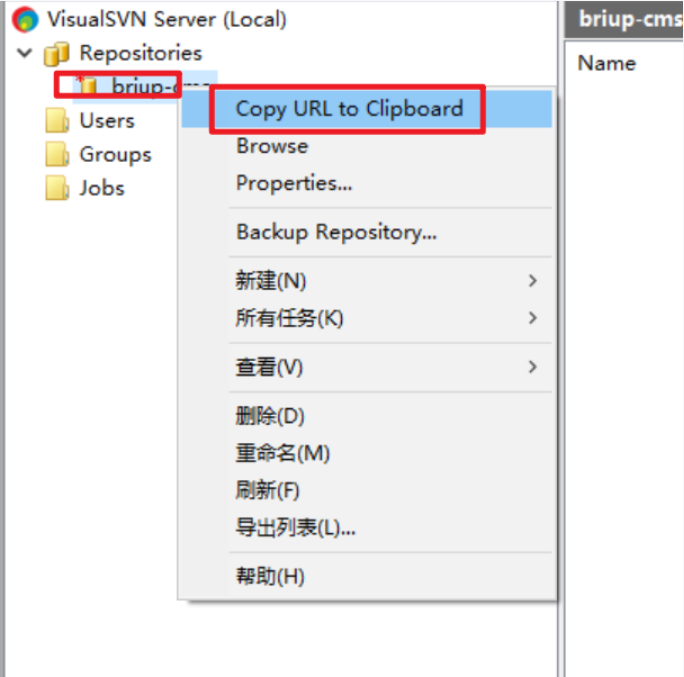 VisualSVN Server (Local)
Repositories
briup-cms
Users
Groups
Jobs
Copy URL to Clipboard
Browse
Properties...
Backup Repository...
新建(N)
所有任务(K)
查看(V)
删除(D)
重命名(M)
刷新(F)
导出列表(L)...
帮助(H)
briup-cms
Name